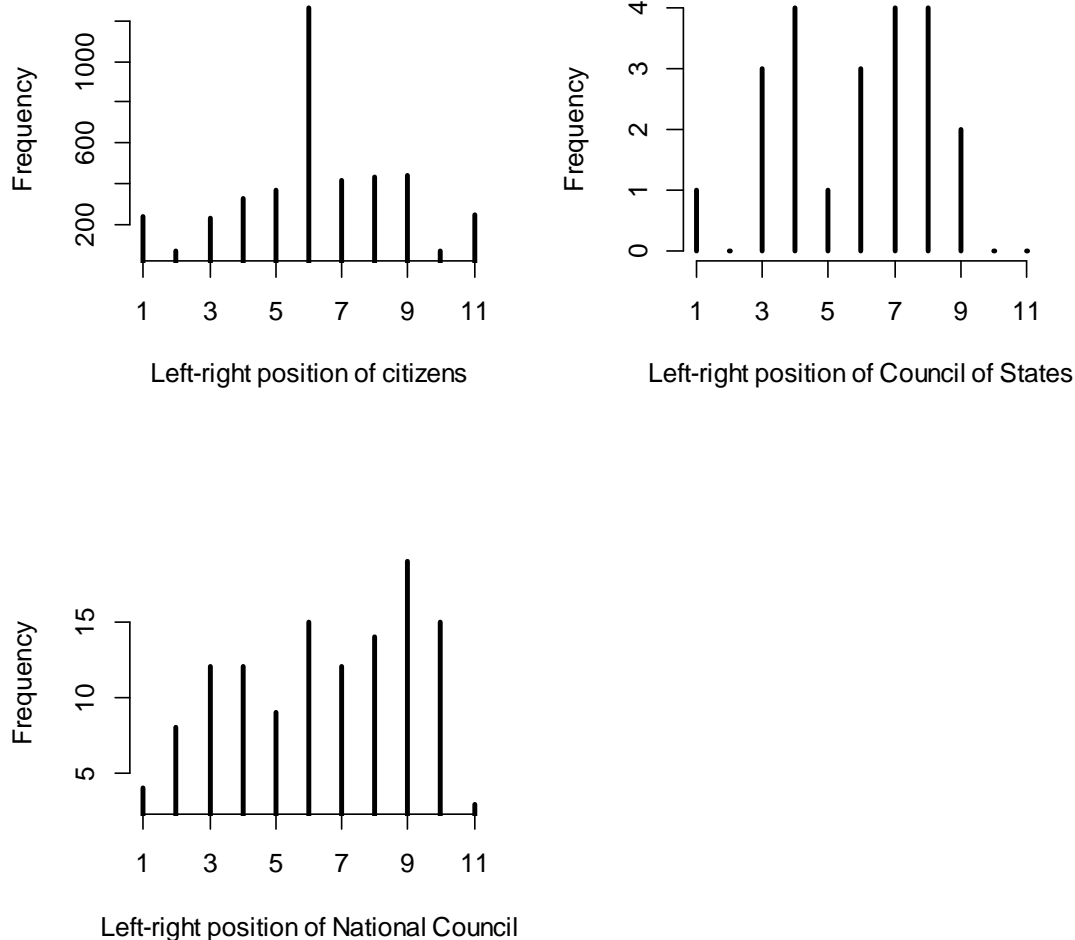 Frequency
200 600 1000
1 3 5 7 9 11
Left-right position of citizens
Frequency
0 1 2 3 4
1 3 5 7 9 11
Left-right position of Council of States
Frequency
5 10 15
1 3 5 7 9 11
Left-right position of National Council